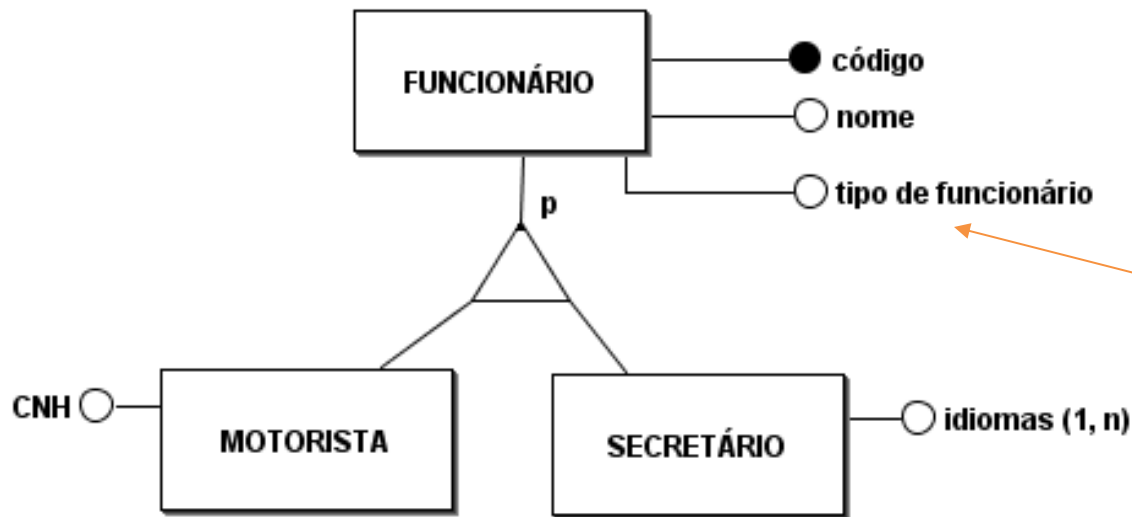 FUNCIONÁRIO
código
nome
tipo de funcionário
p
CNH
MOTORISTA
SECRETÁRIO
idiomas (1, n)